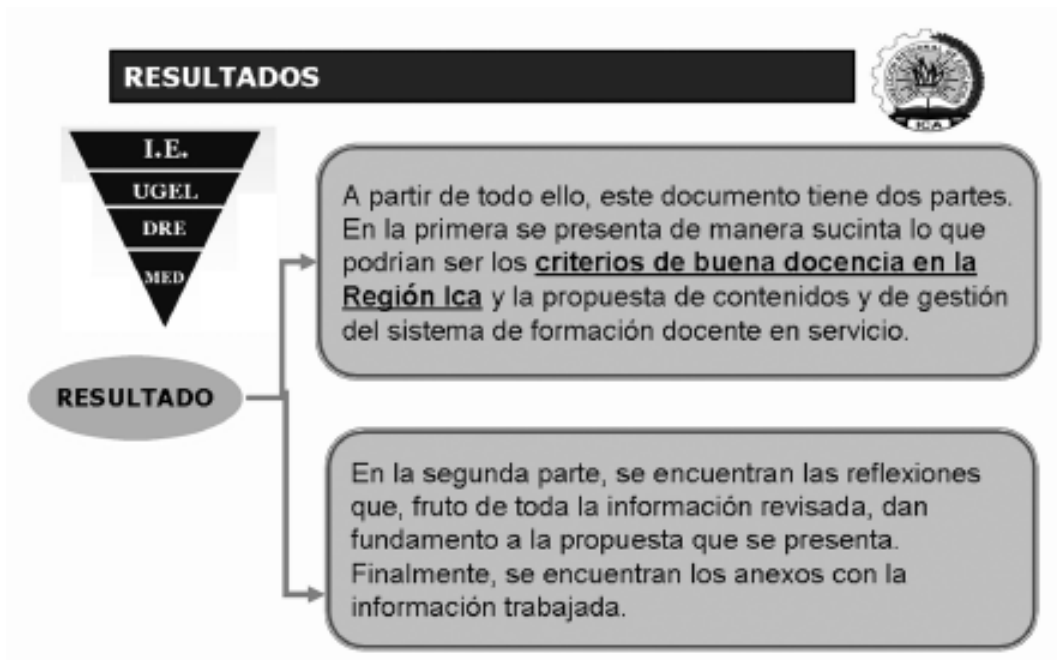 RESULTADOS
ICA
I.E.
UGEL
DRE
MED
A partir de todo ello, este documento tiene dos partes.
En la primera se presenta de manera sucinta lo que
podrian ser los criterios de buena docencia en la
Región Ica y la propuesta de contenidos y de gestión
del sistema de formación docente en servicio.
RESULTADO
En la segunda parte, se encuentran las reflexiones
que, fruto de toda la información revisada, dan
fundamento a la propuesta que se presenta.
Finalmente, se encuentran los anexos con la
información trabajada.